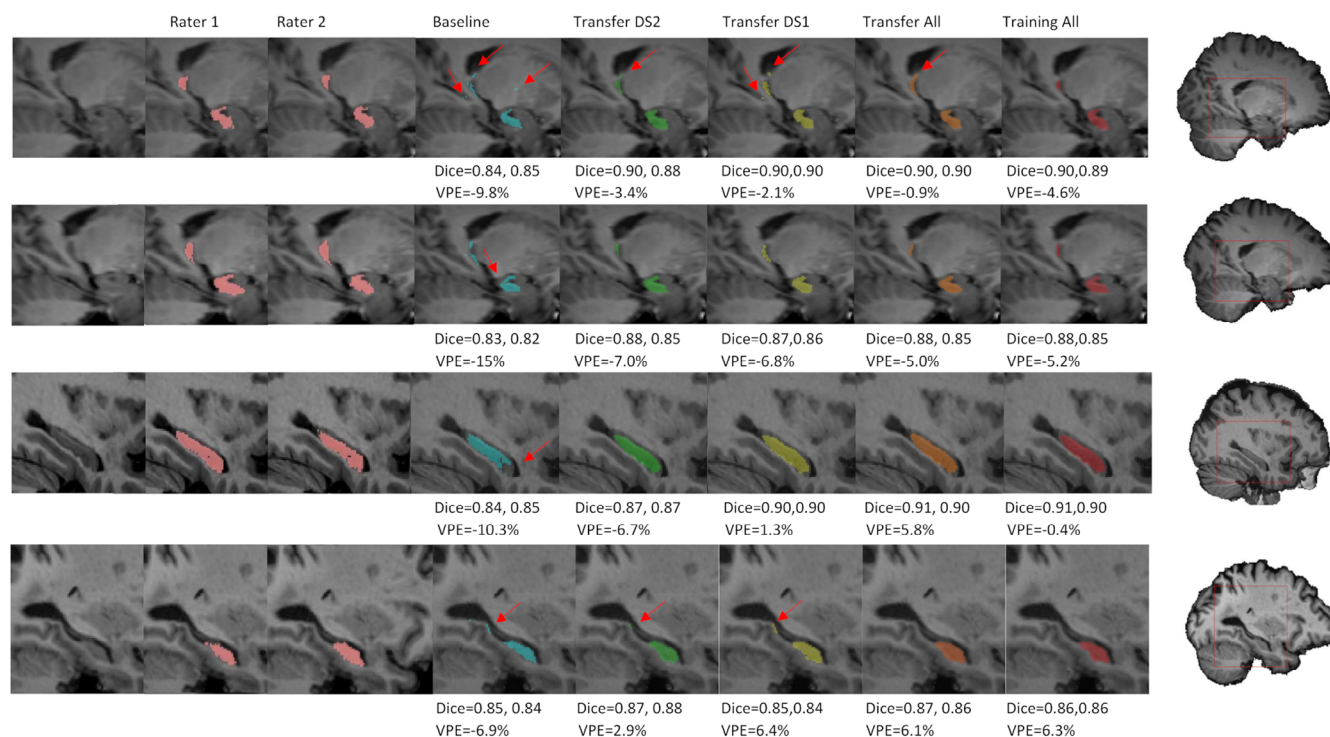 Rater 1 Rater 2 Baseline Transfer DS2 Transfer DS1 Transfer All Training All
Dice=0.84, 0.85 Dice=0.90, 0.88 Dice=0.90,0.90 Dice=0.90, 0.90 Dice=0.90,0.89
VPE=-9.8% VPE=-3.4% VPE=-2.1% VPE=-0.9% VPE=-4.6%
Dice=0.83, 0.82 Dice=0.88, 0.85 Dice=0.87,0.86 Dice=0.88, 0.85 Dice=0.88,0.85
VPE=-15% VPE=-7.0% VPE=-6.8% VPE=-5.0% VPE=-5.2%
Dice=0.84, 0.85 Dice=0.87, 0.87 Dice=0.90,0.90 Dice=0.91, 0.90 Dice=0.91,0.90
VPE=-10.3% VPE=-6.7% VPE=1.3% VPE=5.8% VPE=-0.4%
Dice=0.85, 0.84 Dice=0.87, 0.88 Dice=0.85,0.84 Dice=0.87, 0.86 Dice=0.86,0.86
VPE=-6.9% VPE=2.9% VPE=6.4% VPE=6.1% VPE=6.3%